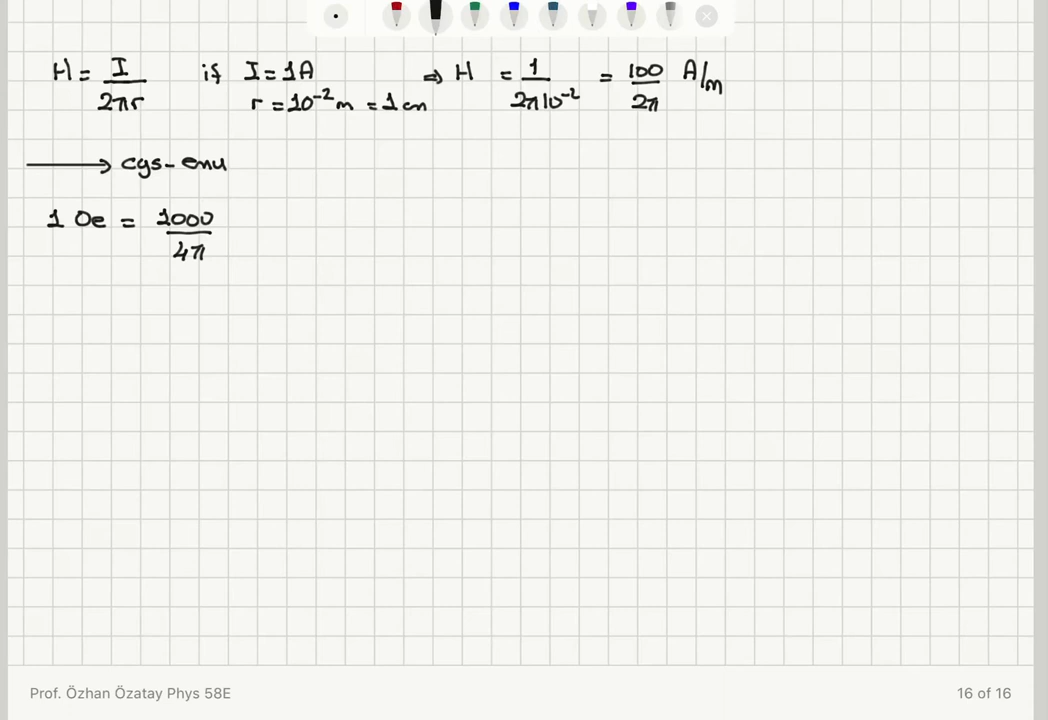 H = I / 2πr if I = 1A ⇒ H = 1 / 2π10⁻² = 100 / 2π A/m
r = 10⁻² m = 1 cm
⟶ cgs - emu
1 Oe = 1000 / 4π
Prof. Özhan Özatay Phys 58E 16 of 16